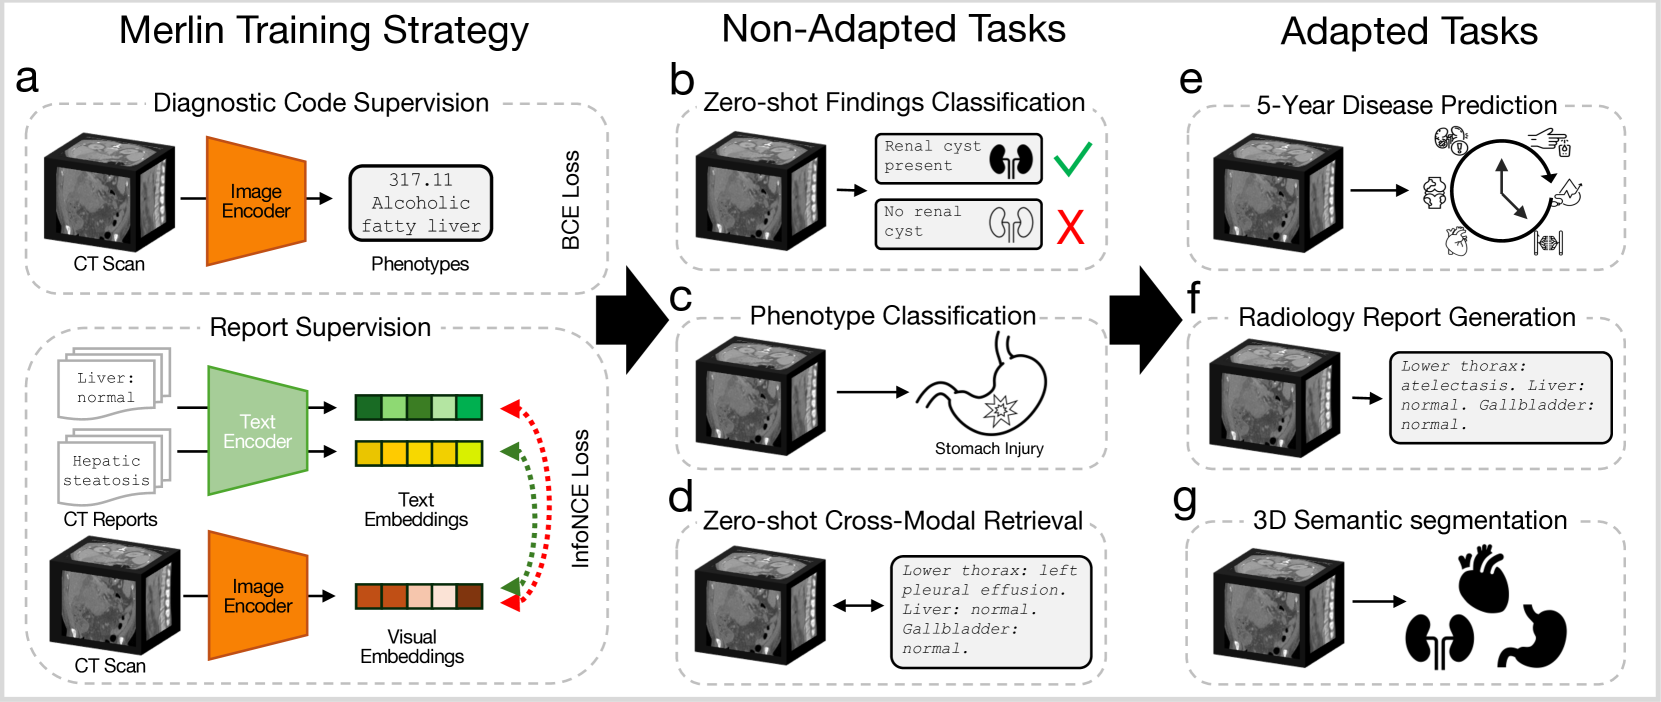 Merlin Training Strategy
Non-Adapted Tasks
Adapted Tasks
a
Diagnostic Code Supervision
CT Scan
Image
Encoder
317.11
Alcoholic
fatty liver
Phenotypes
BCE Loss
Report Supervision
Liver:
normal
Hepatic
steatosis
CT Reports
Text
Encoder
Text
Embeddings
CT Scan
Image
Encoder
Visual
Embeddings
InfoNCE Loss
b
Zero-shot Findings Classification
Renal cyst
present
No renal
cyst
X
c
Phenotype Classification
Stomach Injury
d
Zero-shot Cross-Modal Retrieval
Lower thorax: left
pleural effusion.
Liver: normal.
Gallbladder:
normal.
e
5-Year Disease Prediction
f
Radiology Report Generation
Lower thorax:
atelectasis. Liver:
normal. Gallbladder:
normal.
g
3D Semantic segmentation